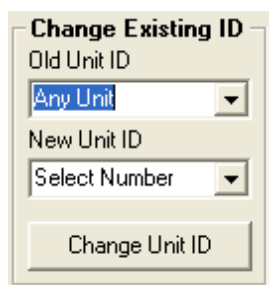 Change Existing ID
Old Unit ID
Any Unit
New Unit ID
Select Number
Change Unit ID